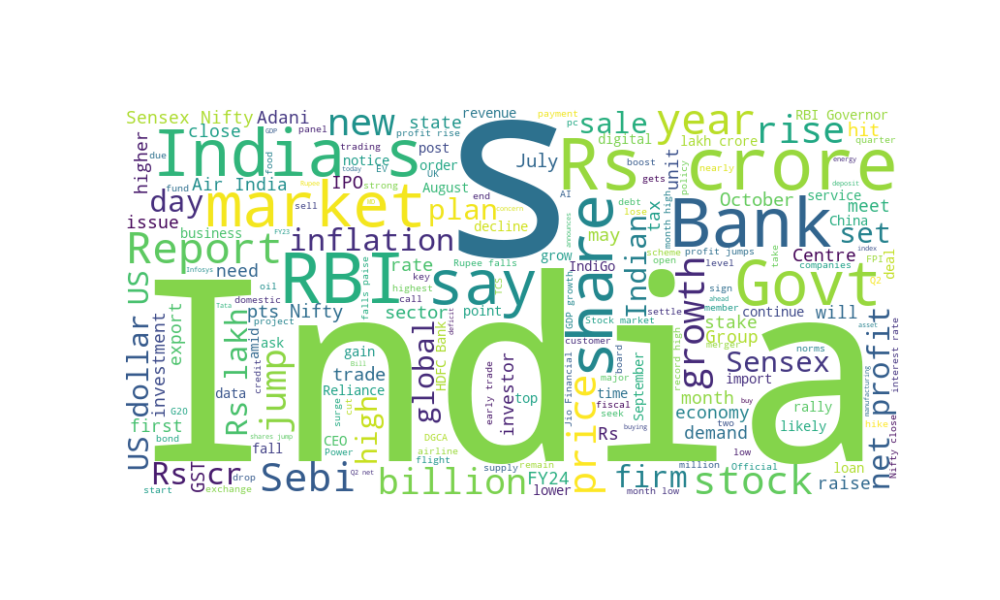 Sensex Nifty
Adani
new
state
revenue
payment
pc
sale
year
RBI Governor
close
GDP
panel
profit rise
digital
lakh crore
rise
hit
India
s
S
Rs
crore
quarter
higher
due
food
trading
notice
post
order
July
boost
nearly
energy
Air India
today
EV
UK
gets
unit
policy
deposit
fund
IPO
strong
August
end
AI
debt
October
service
day
market
sell
Rupee
MD
plan
concern
lose
tax
month high
Bank
China
meet
issue
business
FY23
decline
announces
share
may
Indian
set
Report
inflation
grow
scheme
profit jumps
Centre
index
Infosys
RBI
rate
key
Rupee falls
IndiGo
open
level
companies
FPI
deal
US
need
falls paise
highest
say
TCS
GDP growth
growth
take
Govt
Q2
dollar
oil
domestic
call
sector
point
Stock market
settle
sign
ahead
member
continue
will
India
export
Tata
pts Nifty
project
deficit
customer
stake
Group
merger
norms
asset
investment
lakh
amid
ask
gain
Bill
trade
global
HDFC Bank
early trade
investor
board
record high
Sensex
import
manufacturing
interest rate
Rs
jump
credit
data
Reliance
top
Jio Financial
major
time
fiscal
September
month
buy
rally
profit
G20
first
surge
cut
high
seek
economy
two
likely
hike
bond
shares jump
fall
CEO
Power
DGCA
airline
price
Rs
buying
demand
low
net
Nifty close
US
Rs
cr
GST
drop
Sebi
Q2 net
flight
remain
supply
million
Official
loan
start
exchange
billion
FY24
lower
firm
month low
stock
raise